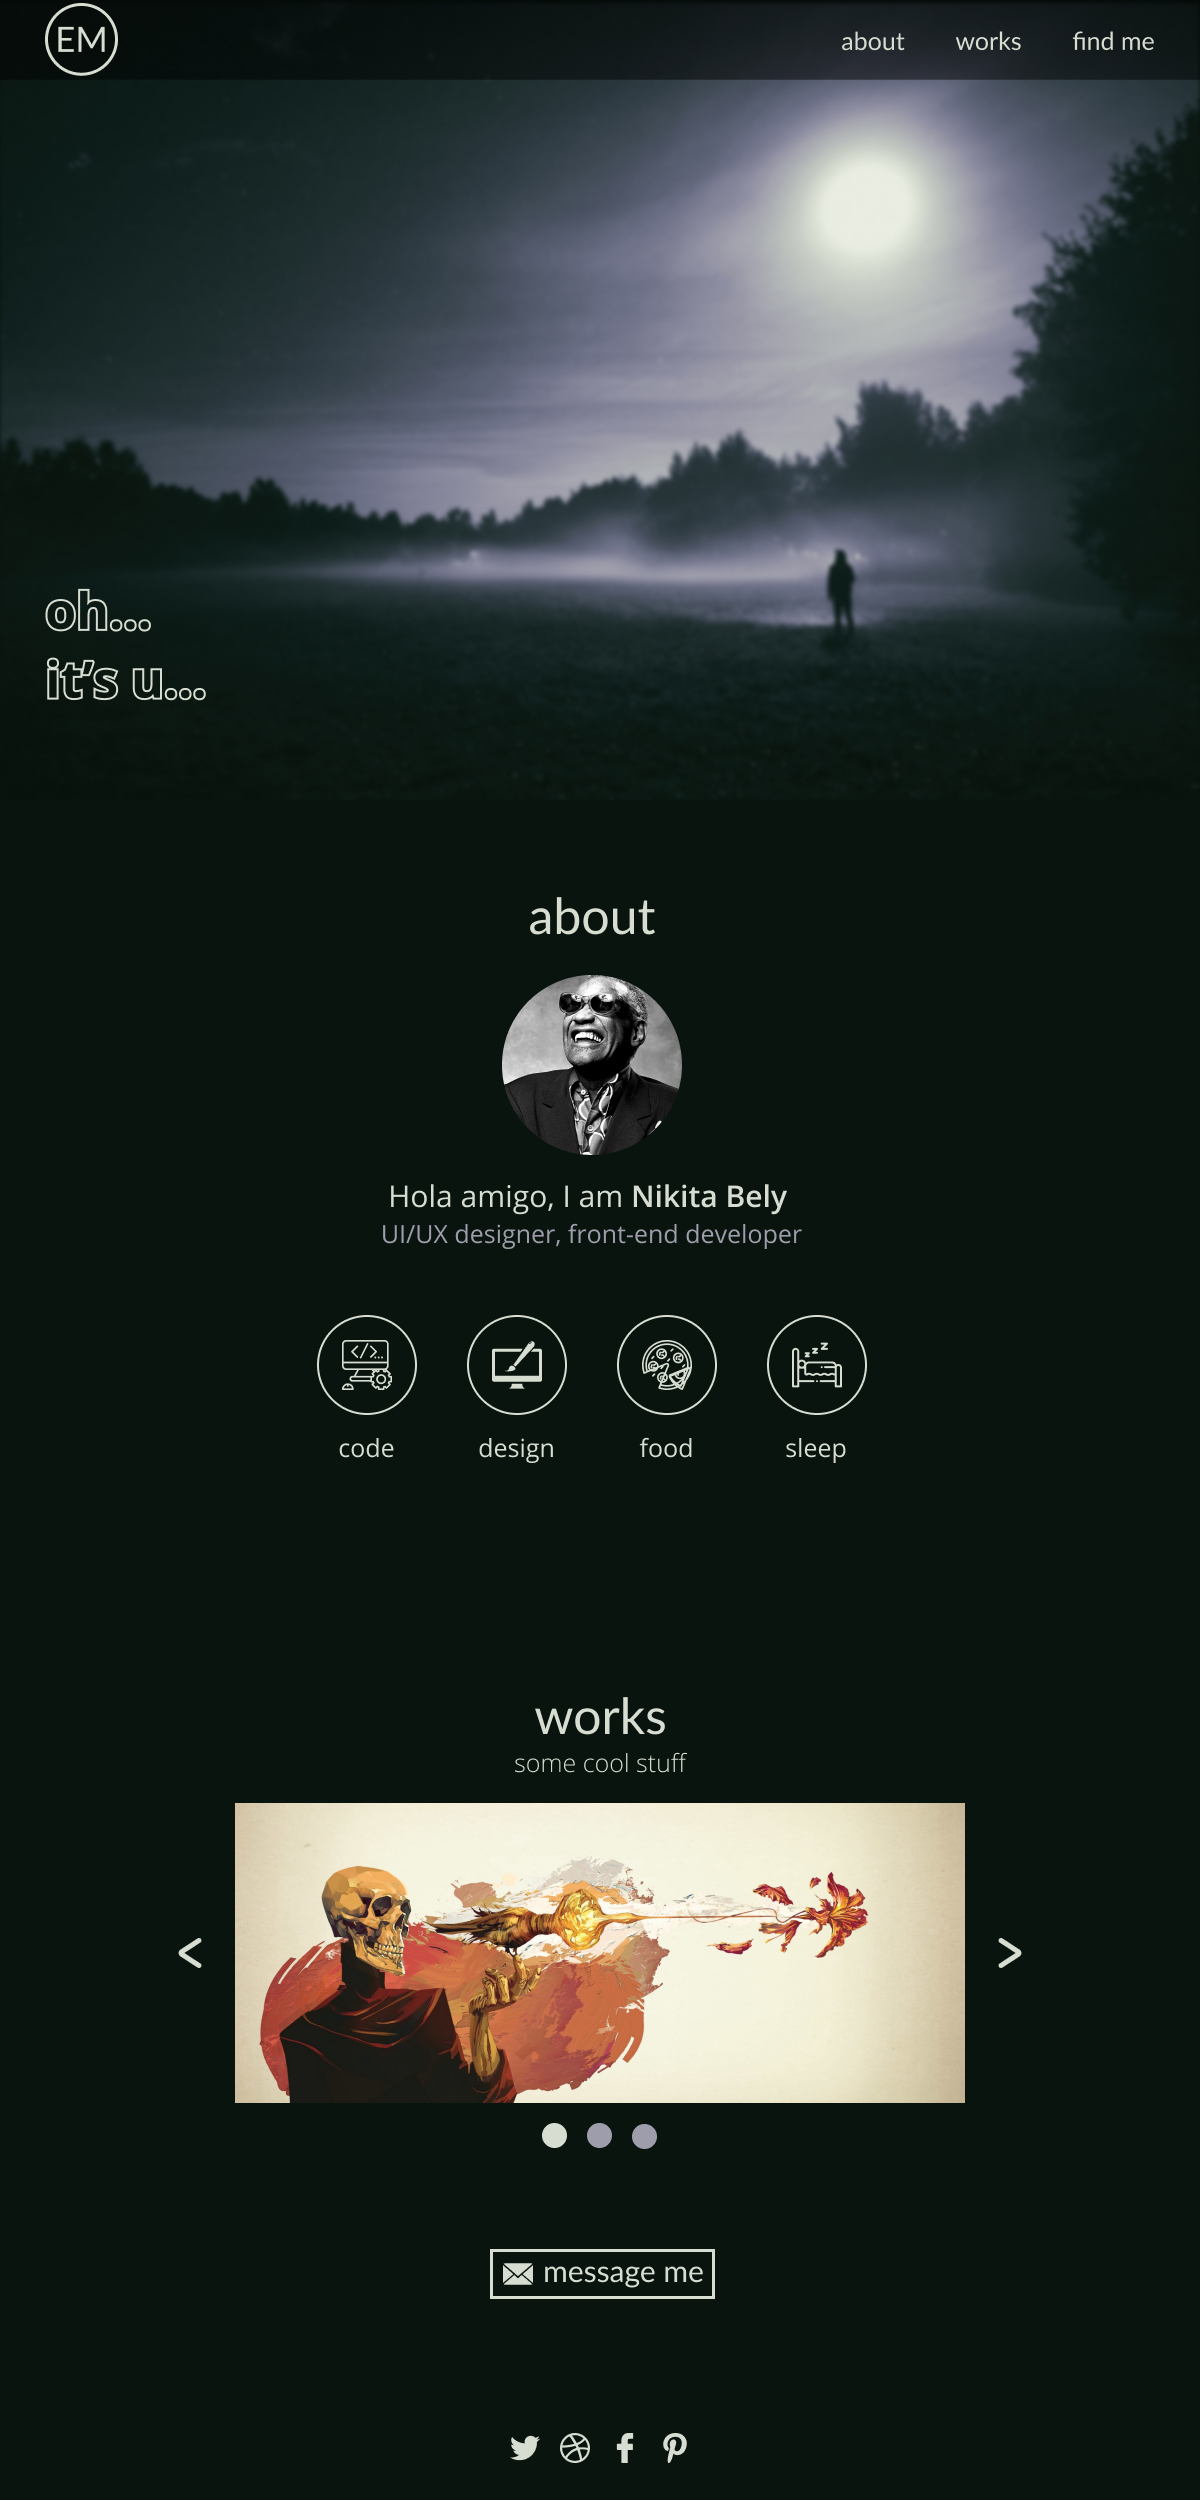 EM
about
works
find me
oh...
it's u...
about
Hola amigo, I am Nikita Bely
UI/UX designer, front-end developer
code
design
food
sleep
works
some cool stuff
<
>
message me